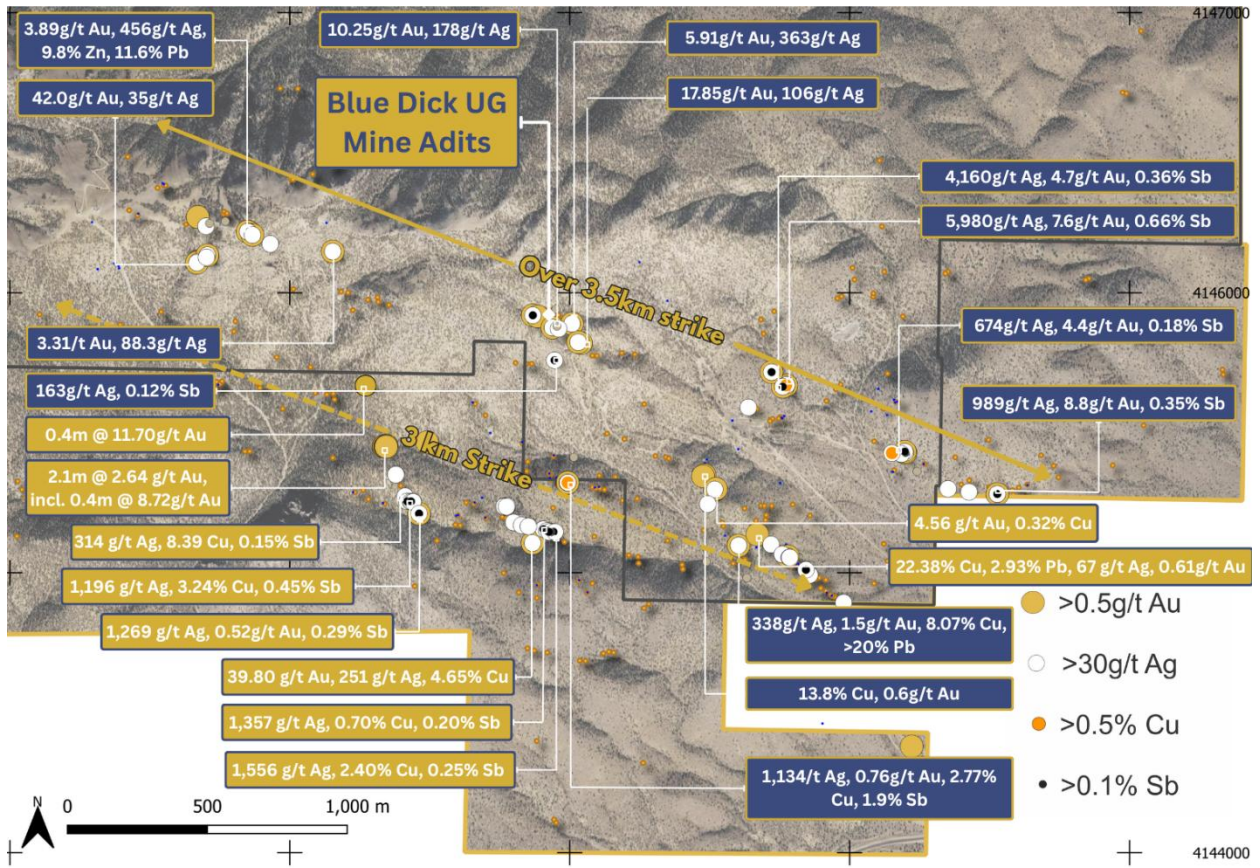 3.89g/t Au, 456g/t Ag,
9.8% Zn, 11.6% Pb
10.25g/t Au, 178g/t Ag
5.91g/t Au, 363g/t Ag
4147000
42.0g/t Au, 35g/t Ag
Blue Dick UG
Mine Adits
17.85g/t Au, 106g/t Ag
4,160g/t Ag, 4.7g/t Au, 0.36% Sb
5,980g/t Ag, 7.6g/t Au, 0.66% Sb
Over 3.5km strike
4146000
674g/t Ag, 4.4g/t Au, 0.18% Sb
3.31/t Au, 88.3g/t Ag
163g/t Ag, 0.12% Sb
989g/t Ag, 8.8g/t Au, 0.35% Sb
0.4m @ 11.70g/t Au
3 km Strike
2.1m @ 2.64 g/t Au,
incl. 0.4m @ 8.72g/t Au
4.56 g/t Au, 0.32% Cu
314 g/t Ag, 8.39 Cu, 0.15% Sb
22.38% Cu, 2.93% Pb, 67 g/t Ag, 0.61g/t Au
1,196 g/t Ag, 3.24% Cu, 0.45% Sb
>0.5g/t Au
1,269 g/t Ag, 0.52g/t Au, 0.29% Sb
338g/t Ag, 1.5g/t Au, 8.07% Cu,
>20% Pb
>30g/t Ag
39.80 g/t Au, 251 g/t Ag, 4.65% Cu
13.8% Cu, 0.6g/t Au
1,357 g/t Ag, 0.70% Cu, 0.20% Sb
>0.5% Cu
1,556 g/t Ag, 2.40% Cu, 0.25% Sb
1,134/t Ag, 0.76g/t Au, 2.77%
Cu, 1.9% Sb
>0.1% Sb
N
0 500 1,000 m
4144000